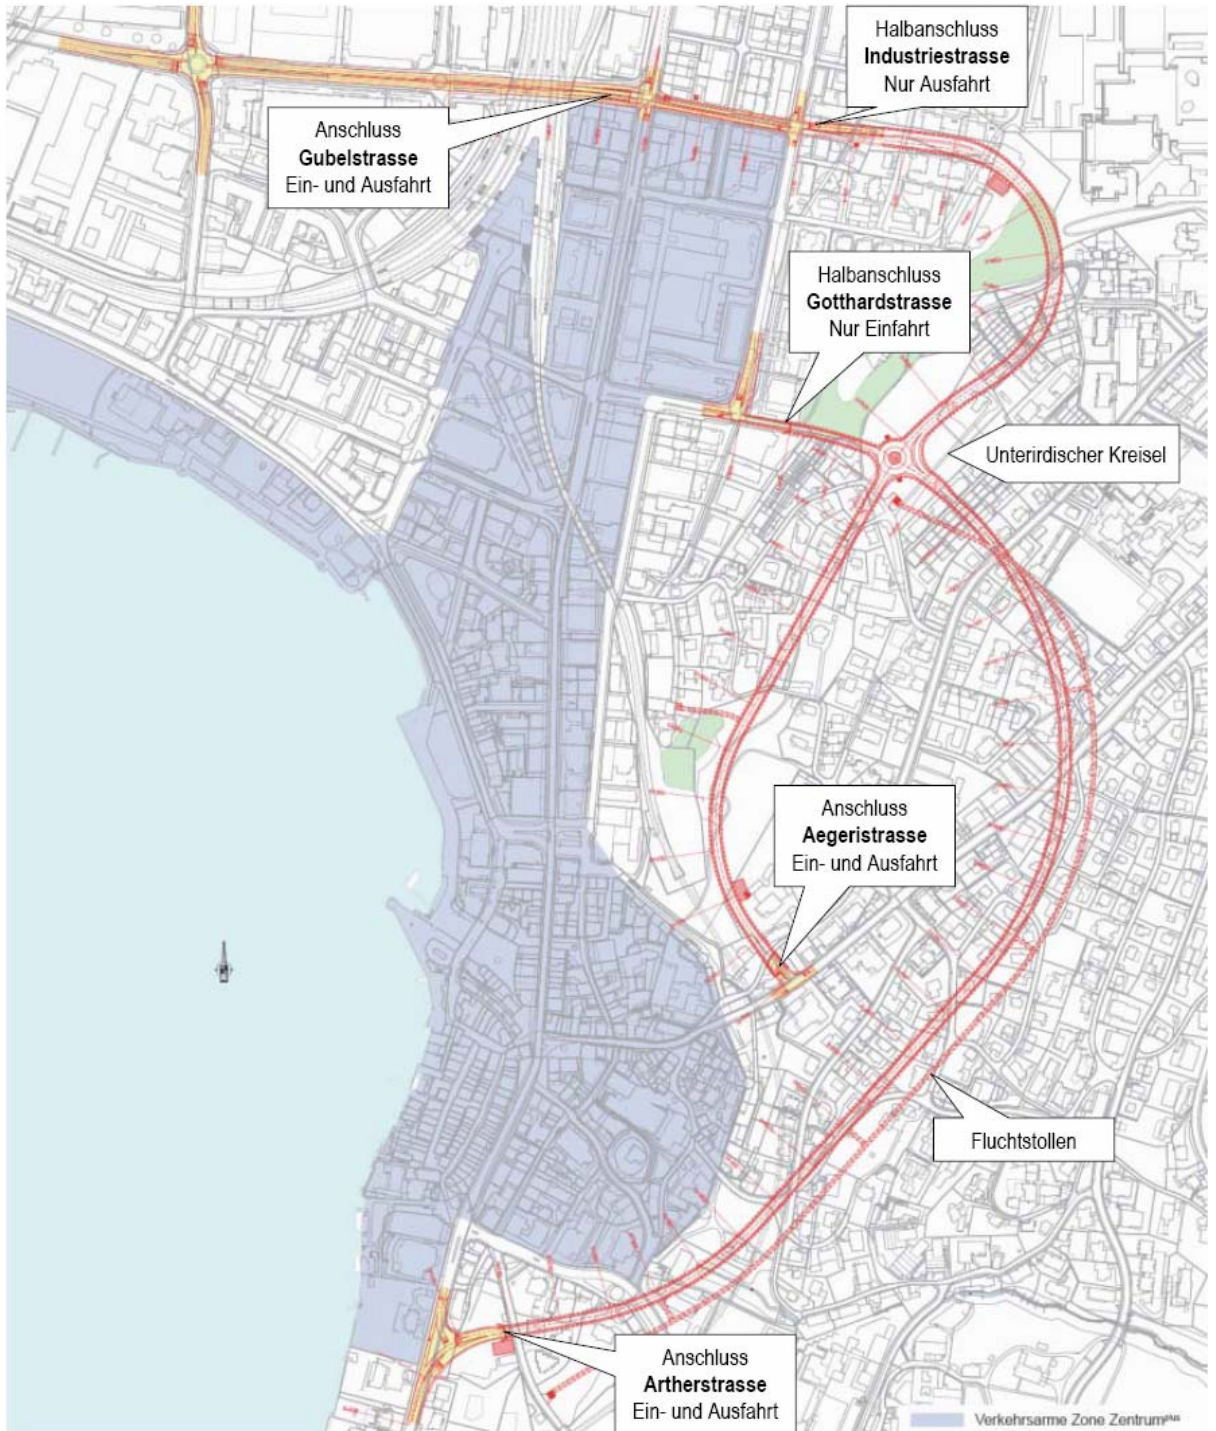 Halbanschluss
Industriestrasse
Nur Ausfahrt
Anschluss
Gubelstrasse
Ein- und Ausfahrt
Halbanschluss
Gotthardstrasse
Nur Einfahrt
Unterirdischer Kreisel
Anschluss
Aegeristrasse
Ein- und Ausfahrt
Fluchtstollen
Anschluss
Artherstrasse
Ein- und Ausfahrt
Verkehrsarme Zone Zentrumplus